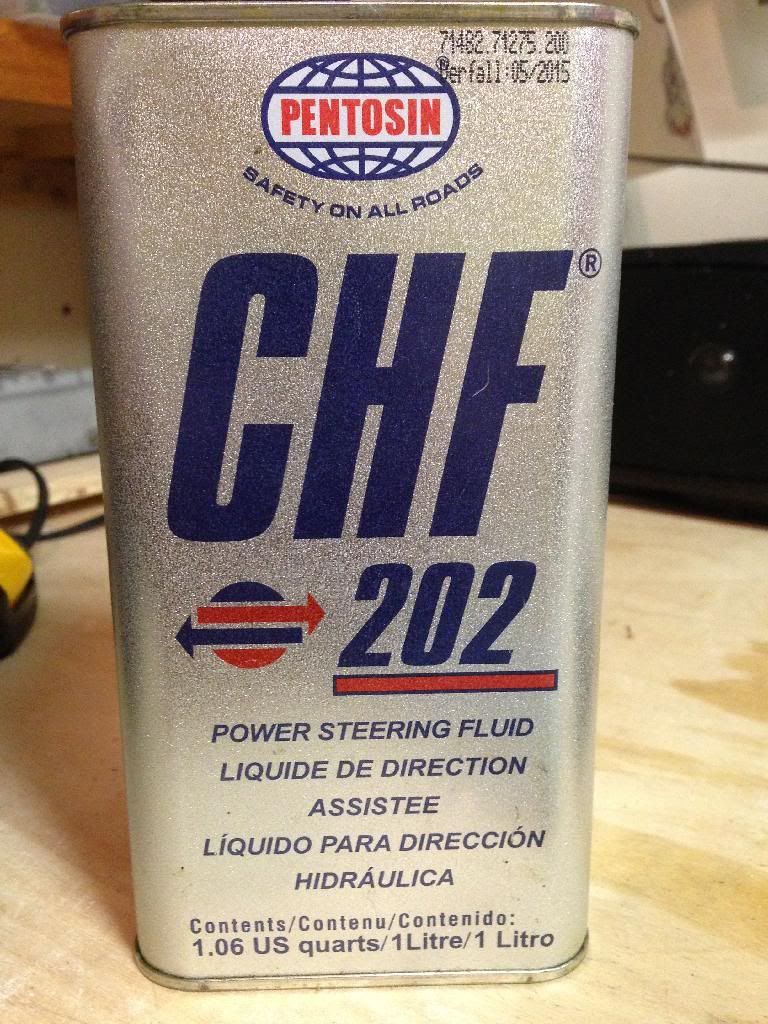 71482 71275 200
Verfall:05/2015
PENTOSIN®
SAFETY ON ALL ROADS
CHF®
202
POWER STEERING FLUID
LIQUIDE DE DIRECTION
ASSISTEE
LÍQUIDO PARA DIRECCIÓN
HIDRÁULICA
Contents/Contenu/Contenido:
1.06 US quarts/1Litre/1 Litro